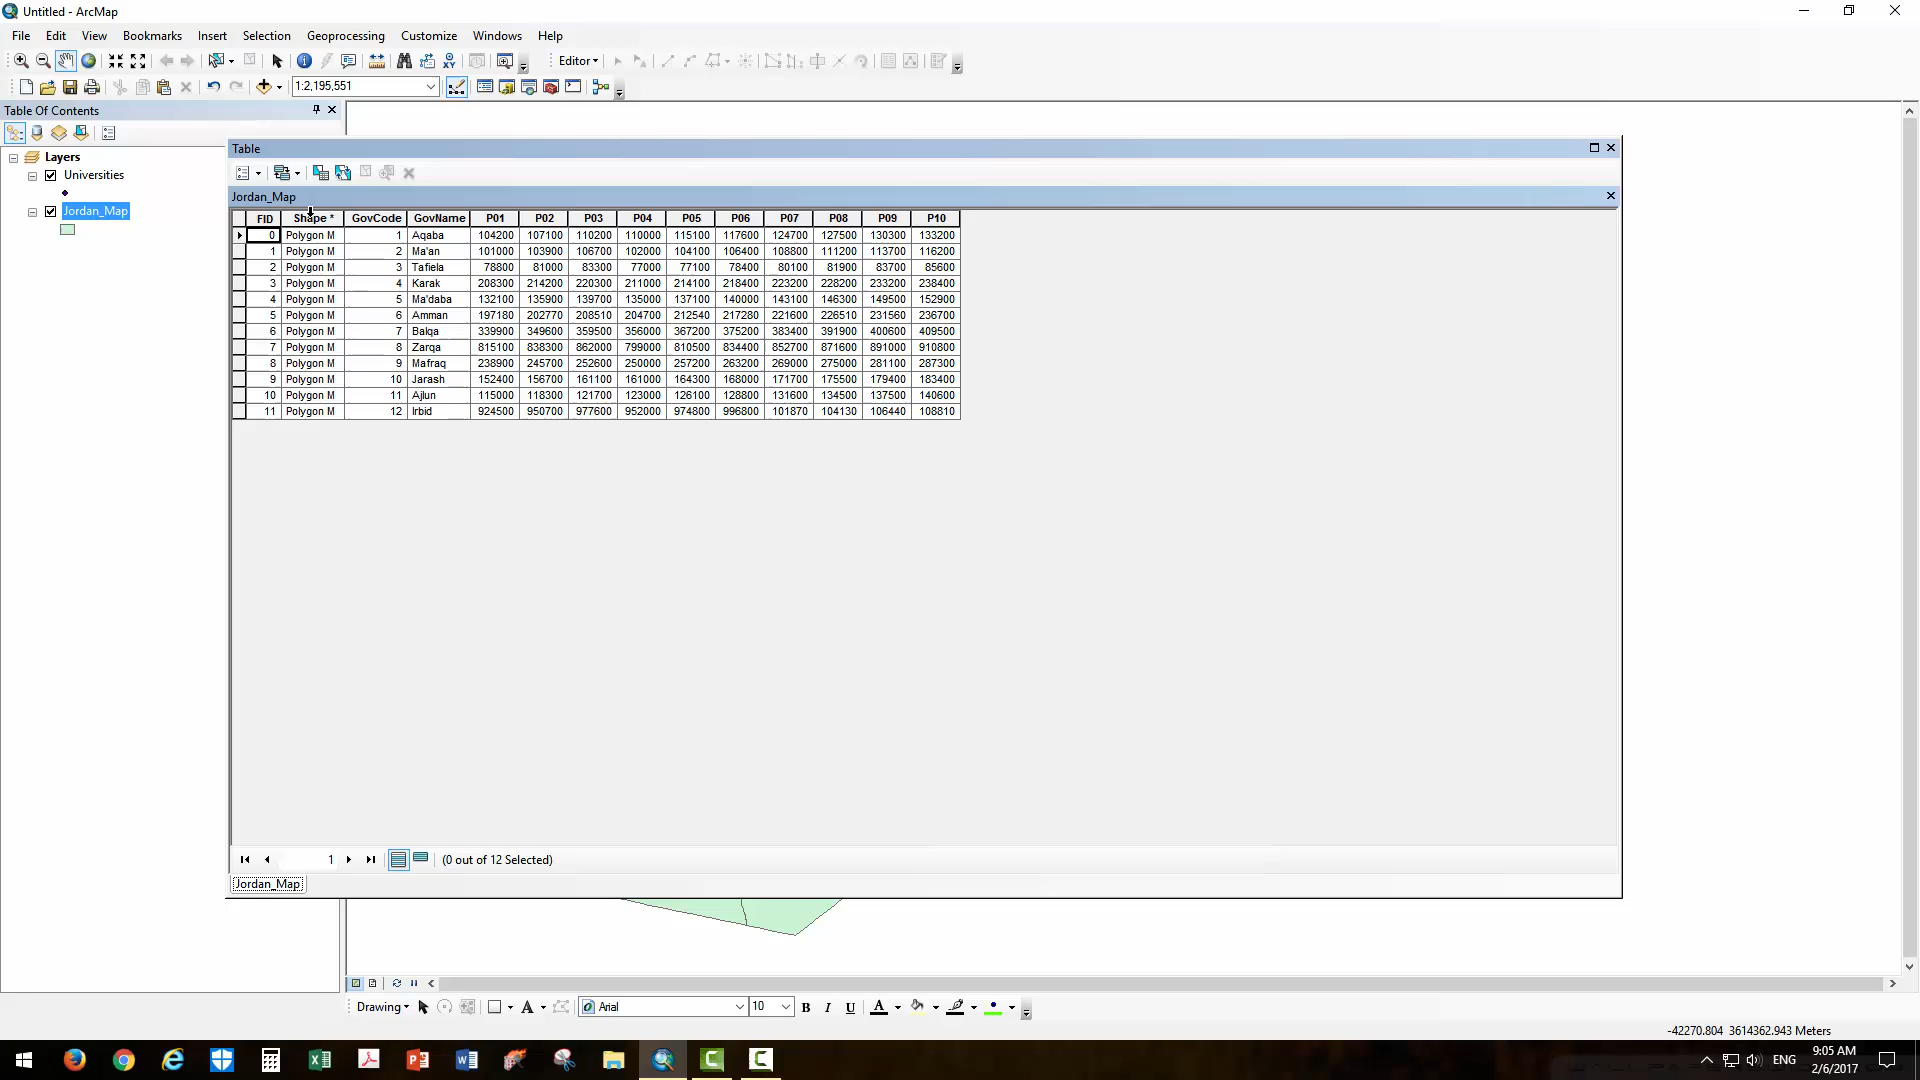 Untitled - ArcMap
File Edit View Bookmarks Insert Selection Geoprocessing Customize Windows Help
Editor
1:2,195,551
Table Of Contents
Layers
Universities
Jordan_Map
Table
Jordan_Map
FID Shape * GovCode GovName P01 P02 P03 P04 P05 P06 P07 P08 P09 P10
0 Polygon M 1 Aqaba 104200 107100 110200 110000 115100 117600 124700 127500 130300 133200
1 Polygon M 2 Ma'an 101000 103900 106700 102000 104100 106400 108800 111200 113700 116200
2 Polygon M 3 Tafiela 78800 81000 83300 77000 77100 78400 80100 81900 83700 85600
3 Polygon M 4 Karak 208300 214200 220300 211000 214100 218400 223200 228200 233200 238400
4 Polygon M 5 Ma'daba 132100 135900 139700 135000 137100 140000 143100 146300 149500 152900
5 Polygon M 6 Amman 197180 202770 208510 204700 212540 217280 221600 226510 231560 236700
6 Polygon M 7 Balqa 339900 349600 359500 356000 367200 375200 383400 391900 400600 409500
7 Polygon M 8 Zarqa 815100 838300 862000 799000 810500 834400 852700 871600 891000 910800
8 Polygon M 9 Mafraq 238900 245700 252600 250000 257200 263200 269000 275000 281100 287300
9 Polygon M 10 Jarash 152400 156700 161100 161000 164300 168000 171700 175500 179400 183400
10 Polygon M 11 Ajlun 115000 118300 121700 123000 126100 128800 131600 134500 137500 140600
11 Polygon M 12 Irbid 924500 950700 977600 952000 974800 996800 101870 104130 106440 108810
1 (0 out of 12 Selected)
Jordan_Map
Drawing A Arial 10 B I U A
-42270.804 3614362.943 Meters
ENG 9:05 AM
2/6/2017